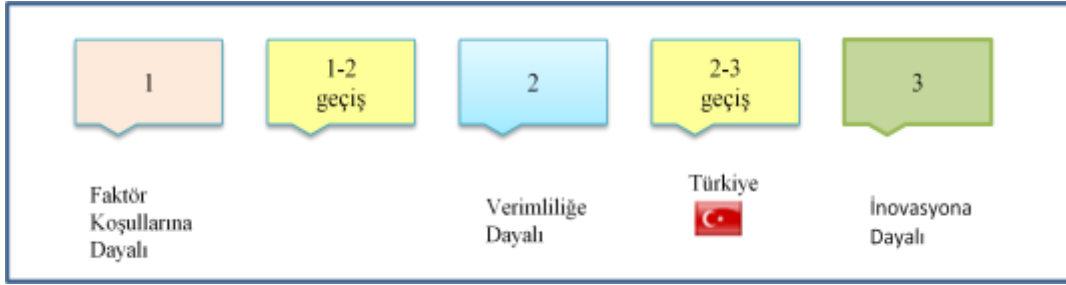 1
1-2
geçiş
2
2-3
geçiş
3
Faktör
Koşullarına
Dayalı
Verimliliğe
Dayalı
Türkiye
İnovasyona
Dayalı